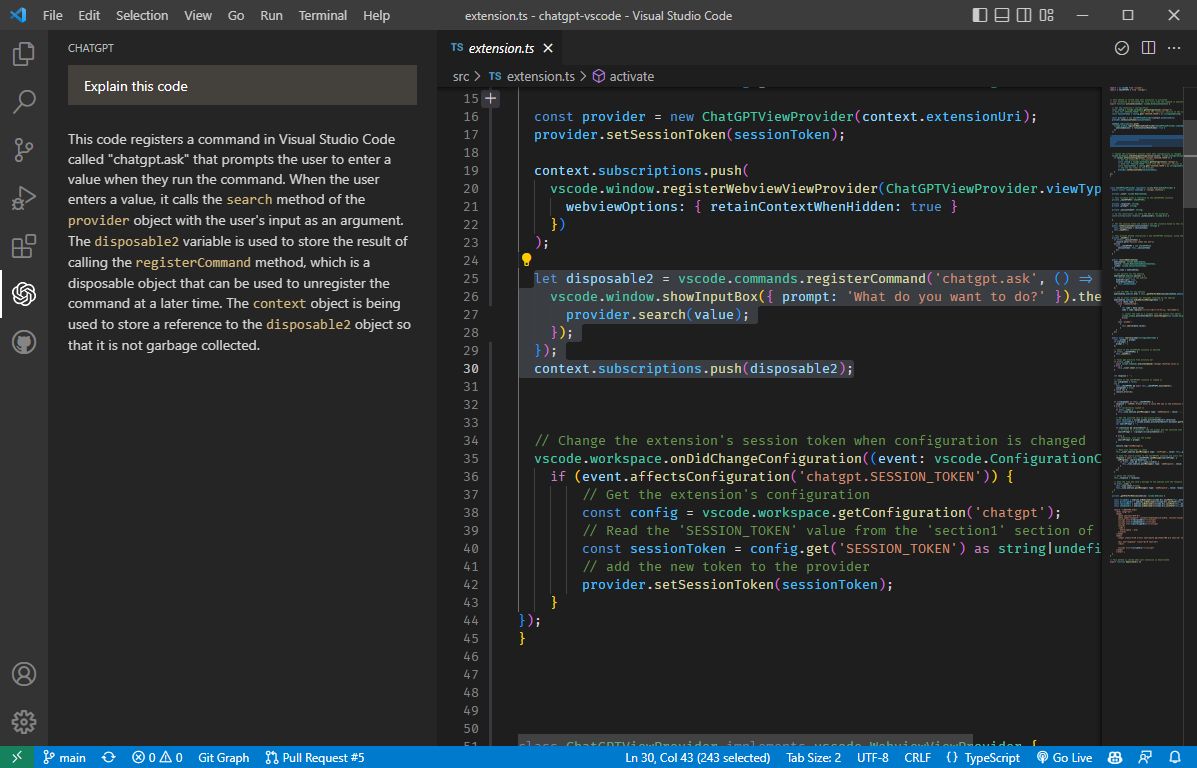 File Edit Selection View Go Run Terminal Help extension.ts - chatgpt-vscode - Visual Studio Code
CHATGPT
Explain this code
This code registers a command in Visual Studio Code
called "chatgpt.ask" that prompts the user to enter a
value when they run the command. When the user
enters a value, it calls the search method of the
provider object with the user's input as an argument.
The disposable2 variable is used to store the result of
calling the registerCommand method, which is a
disposable object that can be used to unregister the
command at a later time. The context object is being
used to store a reference to the disposable2 object so
that it is not garbage collected.
TS extension.ts
src > TS extension.ts > activate
15
16 const provider = new ChatGPTViewProvider(context.extensionUri);
17 provider.setSessionToken(sessionToken);
18
19 context.subscriptions.push(
20 vscode.window.registerWebviewViewProvider(ChatGPTViewProvider.viewTyp
21 webviewOptions: { retainContextWhenHidden: true }
22 })
23 );
24
25 let disposable2 = vscode.commands.registerCommand('chatgpt.ask', () =>
26 vscode.window.showInputBox({ prompt: 'What do you want to do?' }).the
27 provider.search(value);
28 });
29 });
30 context.subscriptions.push(disposable2);
31
32
33
34 // Change the extension's session token when configuration is changed
35 vscode.workspace.onDidChangeConfiguration((event: vscode.ConfigurationC
36 if (event.affectsConfiguration('chatgpt.SESSION_TOKEN')) {
37 // Get the extension's configuration
38 const config = vscode.workspace.getConfiguration('chatgpt');
39 // Read the 'SESSION_TOKEN' value from the 'section1' section of
40 const sessionToken = config.get('SESSION_TOKEN') as string|undefi
41 // add the new token to the provider
42 provider.setSessionToken(sessionToken);
43 }
44 });
45 }
46
47
48
49
50
51 class ChatGPTViewProvider implements vscode.WebviewViewProvider {
main 0 0 Git Graph Pull Request #5 Ln 30, Col 43 (243 selected) Tab Size: 2 UTF-8 CRLF {} TypeScript Go Live